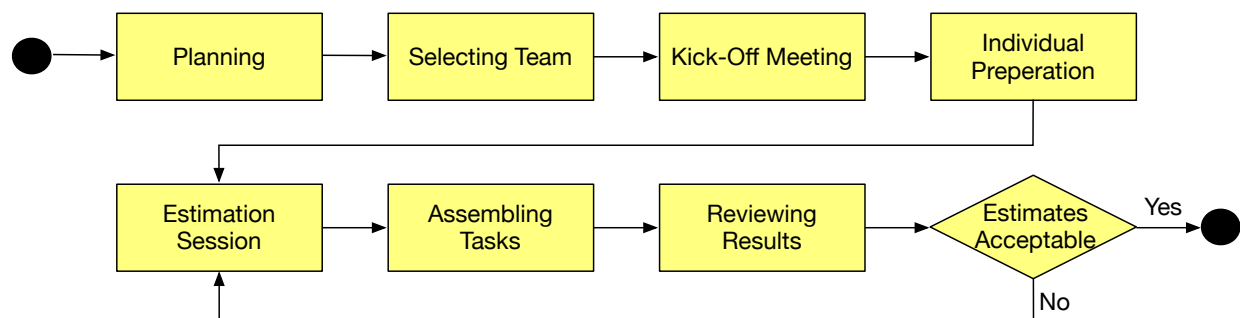 Planning
Selecting Team
Kick-Off Meeting
Individual
Preperation
Estimation
Session
Assembling
Tasks
Reviewing
Results
Estimates
Acceptable
Yes
No